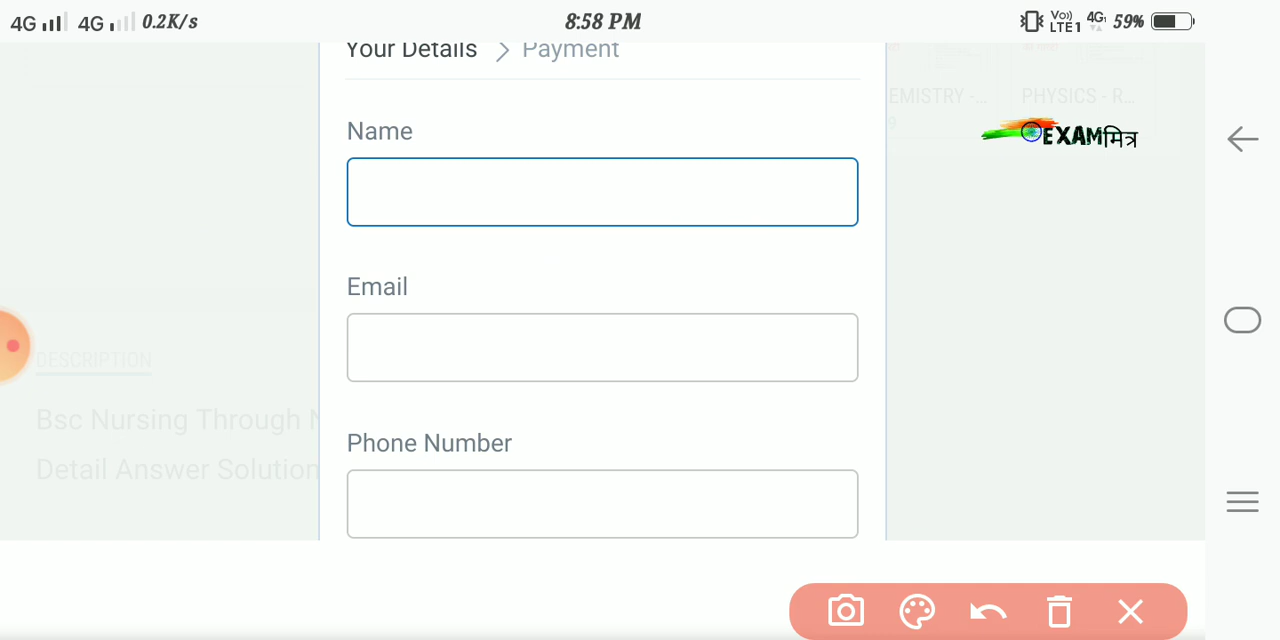 4G 4G 0.2K/s 8:58 PM Vo) LTE1 4G 59%
Your Details > Payment
EMISTRY -... PHYSICS - R...
Name
EXAMमित्र
Email
DESCRIPTION
Bsc Nursing Through
Phone Number
Detail Answer Solution